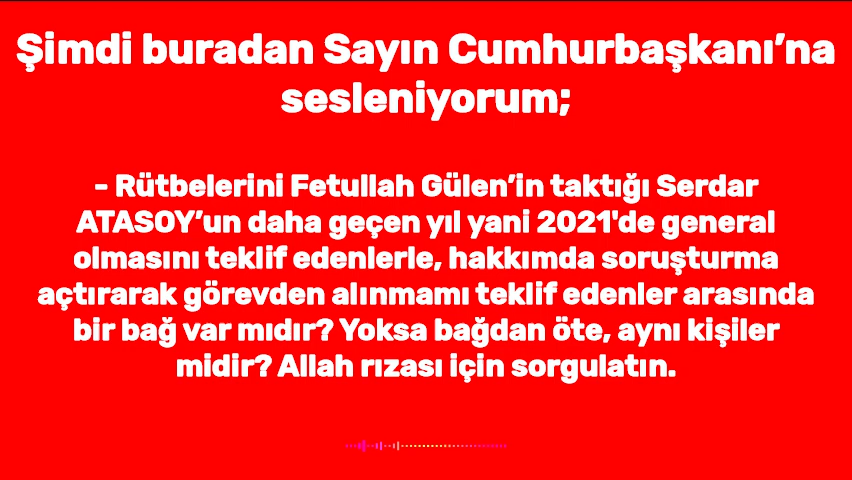 Şimdi buradan Sayın Cumhurbaşkanı’na
sesleniyorum;
- Rütbelerini Fetullah Gülen’in taktığı Serdar
ATASOY’un daha geçen yıl yani 2021'de general
olmasını teklif edenlerle, hakkımda soruşturma
açtırarak görevden alınmamı teklif edenler arasında
bir bağ var mıdır? Yoksa bağdan öte, aynı kişiler
midir? Allah rızası için sorgulatın.